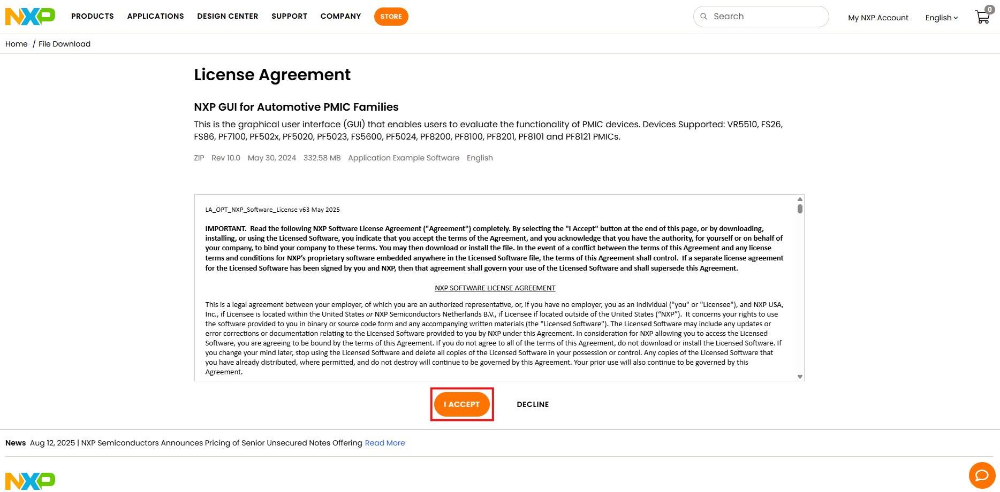 NXP PRODUCTS APPLICATIONS DESIGN CENTER SUPPORT COMPANY STORE Search My NXP Account English 0
Home / File Download
License Agreement
NXP GUI for Automotive PMIC Families
This is the graphical user interface (GUI) that enables users to evaluate the functionality of PMIC devices. Devices Supported: VR5510, FS26,
FS86, PF7100, PF502x, PF5020, PF5023, FS5600, PF5024, PF8200, PF8100, PF8201, PF8101 and PF8121 PMICs.
ZIP Rev 10.0 May 30, 2024 332.58 MB Application Example Software English
LA_OPT_NXP_Software_License v63 May 2025
IMPORTANT. Read the following NXP Software License Agreement ("Agreement") completely. By selecting the "I Accept" button at the end of this page, or by downloading,
installing, or using the Licensed Software, you indicate that you accept the terms of the Agreement, and you acknowledge that you have the authority, for yourself or on behalf of
your company, to bind your company to these terms. You may then download or install the file. In the event of a conflict between the terms of this Agreement and any license
terms and conditions for NXP's proprietary software embedded anywhere in the Licensed Software file, the terms of this Agreement shall control. If a separate license agreement
for the Licensed Software has been signed by you and NXP, then that agreement shall govern your use of the Licensed Software and shall supersede this Agreement.
NXP SOFTWARE LICENSE AGREEMENT
This is a legal agreement between your employer, of which you are an authorized representative, or, if you have no employer, you as an individual ("you" or "Licensee"), and NXP USA,
Inc., if Licensee is located within the United States or NXP Semiconductors Netherlands B.V., if Licensee if located outside of the United States (“NXP”). It concerns your rights to use
the software provided to you in binary or source code form and any accompanying written materials (the "Licensed Software"). The Licensed Software may include any updates or
error corrections or documentation relating to the Licensed Software provided to you by NXP under this Agreement. In consideration for NXP allowing you to access the Licensed
Software, you are agreeing to be bound by the terms of this Agreement. If you do not agree to all of the terms of this Agreement, do not download or install the Licensed Software. If
you change your mind later, stop using the Licensed Software and delete all copies of the Licensed Software in your possession or control. Any copies of the Licensed Software that
you have already distributed, where permitted, and do not destroy will continue to be governed by this Agreement. Your prior use will also continue to be governed by this
Agreement.
I ACCEPT DECLINE
News Aug 12, 2025 | NXP Semiconductors Announces Pricing of Senior Unsecured Notes Offering Read More
NXP